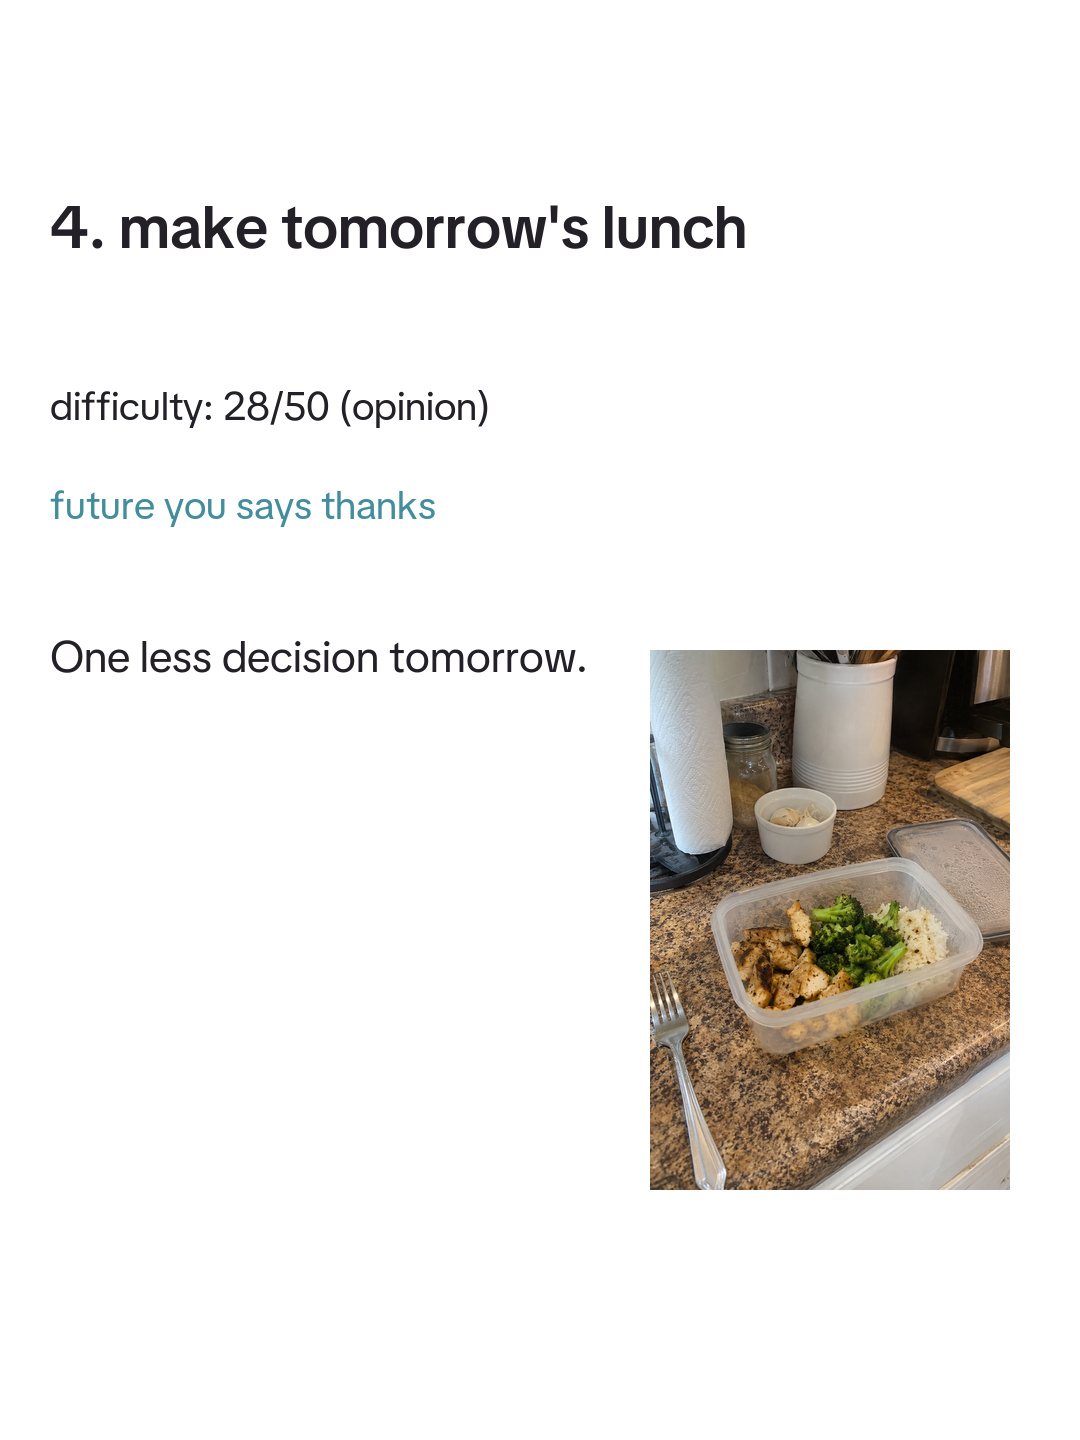 4. make tomorrow's lunch
difficulty: 28/50 (opinion)
future you says thanks
One less decision tomorrow.